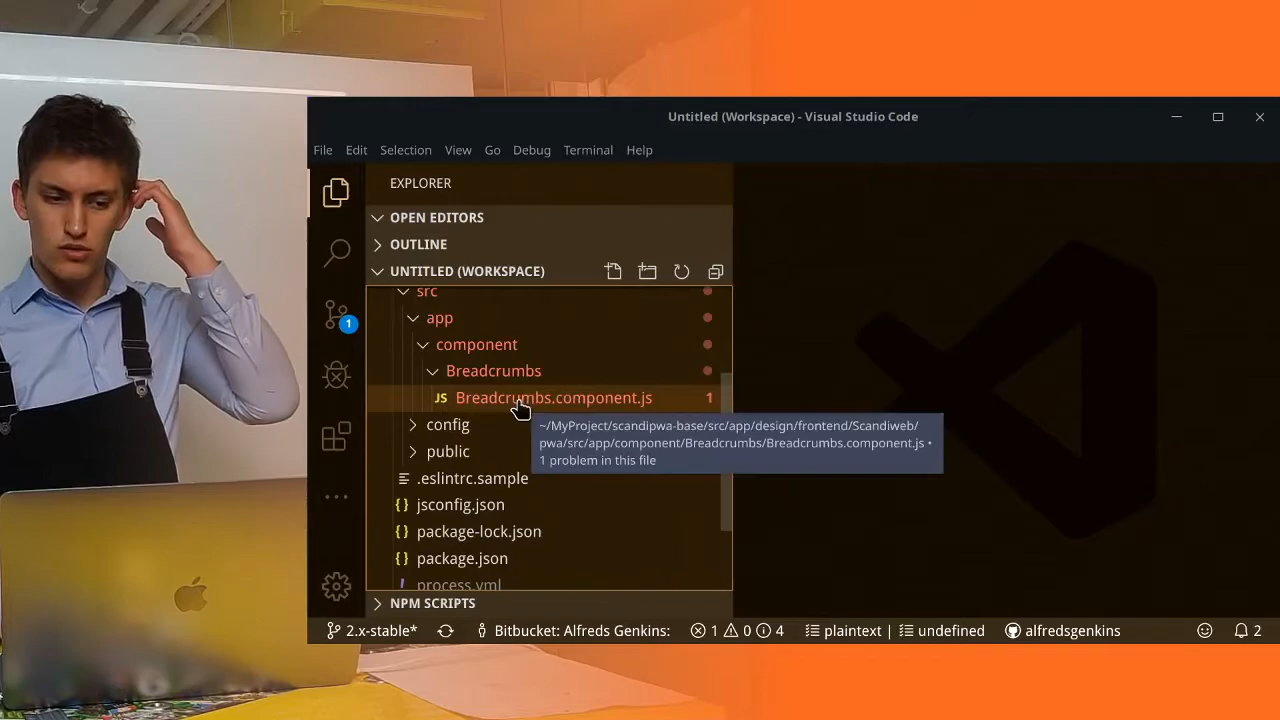 Untitled (Workspace) - Visual Studio Code
File Edit Selection View Go Debug Terminal Help
EXPLORER
OPEN EDITORS
OUTLINE
UNTITLED (WORKSPACE)
src
app
component
Breadcrumbs
JS Breadcrumbs.component.js 1
~/MyProject/scandipwa-base/src/app/design/frontend/Scandiweb/
pwa/src/app/component/Breadcrumbs/Breadcrumbs.component.js •
1 problem in this file
config
public
.eslintrc.sample
{} jsconfig.json
{} package-lock.json
{} package.json
! process.yml
NPM SCRIPTS
1
2.x-stable* Bitbucket: Alfreds Genkins: 1 0 4 plaintext | undefined alfredsgenkins 2